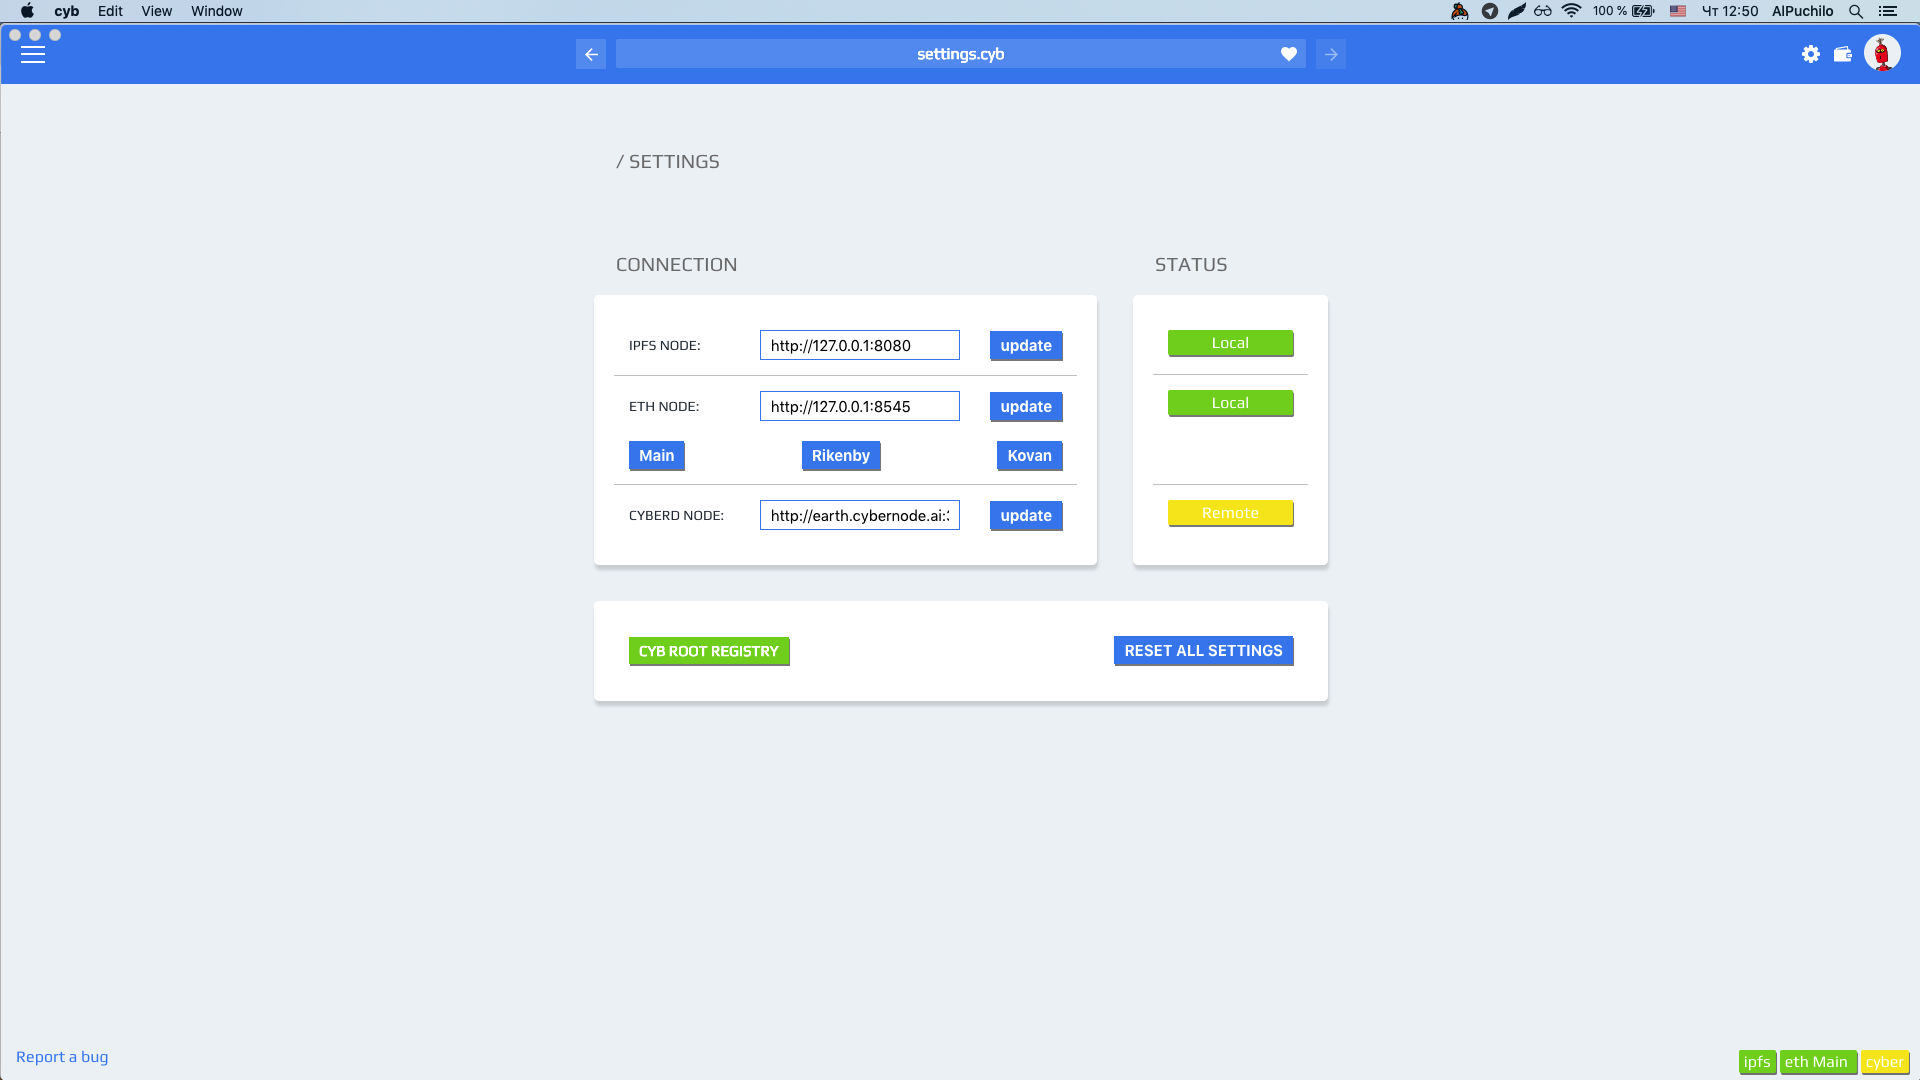 cyb Edit View Window 100 % Чт 12:50 AlPuchilo
settings.cyb
/ SETTINGS
CONNECTION
STATUS
IPFS NODE: http://127.0.0.1:8080 update
Local
ETH NODE: http://127.0.0.1:8545 update
Local
Main Rikenby Kovan
CYBERD NODE: http://earth.cybernode.ai: update
Remote
CYB ROOT REGISTRY
RESET ALL SETTINGS
Report a bug
ipfs eth Main cyber